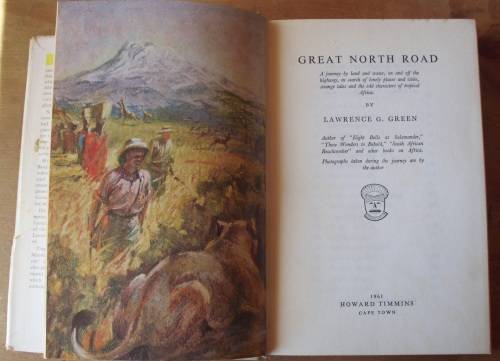 GREAT NORTH ROAD
A journey by land and water, on and off the
highway, in search of lonely places and cities,
strange tales and the odd characters of tropical
Africa.
BY
LAWRENCE G. GREEN
Author of "Eight Bells at Salamander,"
"These Wonders to Behold," "South African
Beachcomber" and other books on Africa.
Photographs taken during the journey are by
the author
"A"
1961
HOWARD TIMMINS
CAPE TOWN